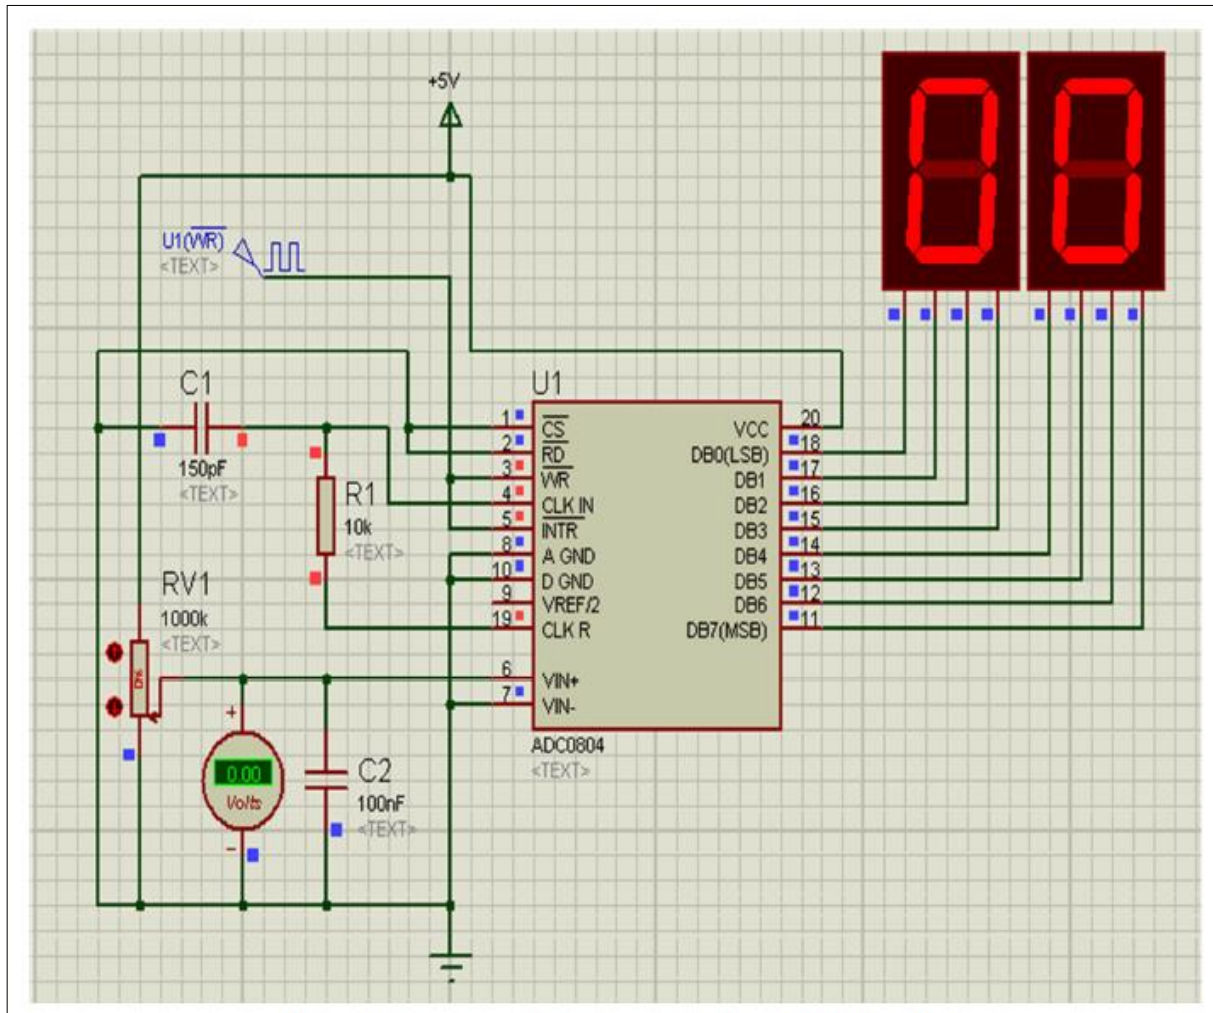 +5V
U1(WR)
<TEXT>
C1
150pF
<TEXT>
R1
10k
<TEXT>
RV1
1000k
<TEXT>
0%
+
0.00
Volts
−
C2
100nF
<TEXT>
U1
1 CS
2 RD
3 WR
4 CLK IN
5 INTR
8 A GND
10 D GND
9 VREF/2
19 CLK R
6 VIN+
7 VIN-
VCC 20
DB0(LSB) 18
DB1 17
DB2 16
DB3 15
DB4 14
DB5 13
DB6 12
DB7(MSB) 11
ADC0804
<TEXT>
00